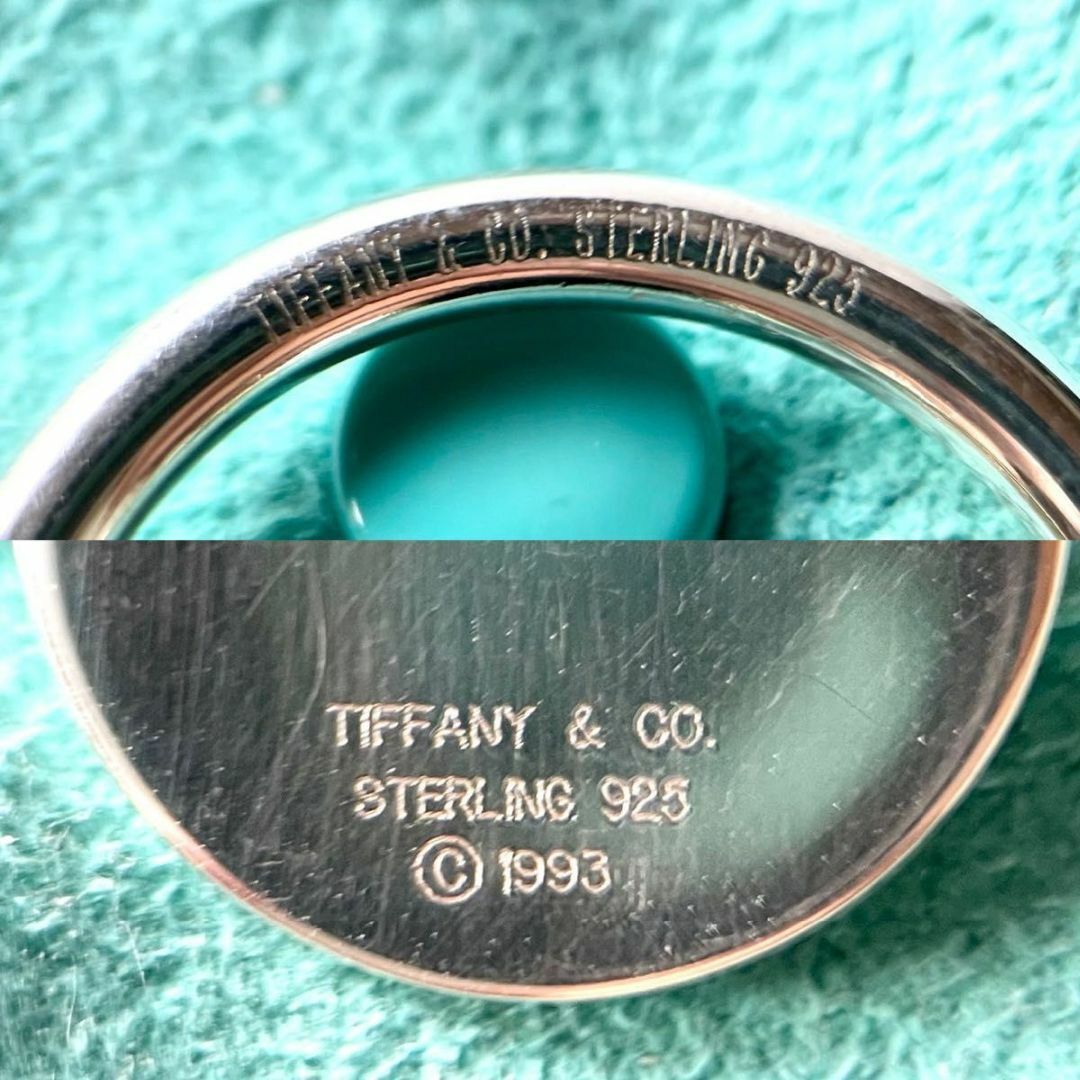 TIFFANY & CO. STERLING 925
TIFFANY & CO.
STERLING 925
© 1993